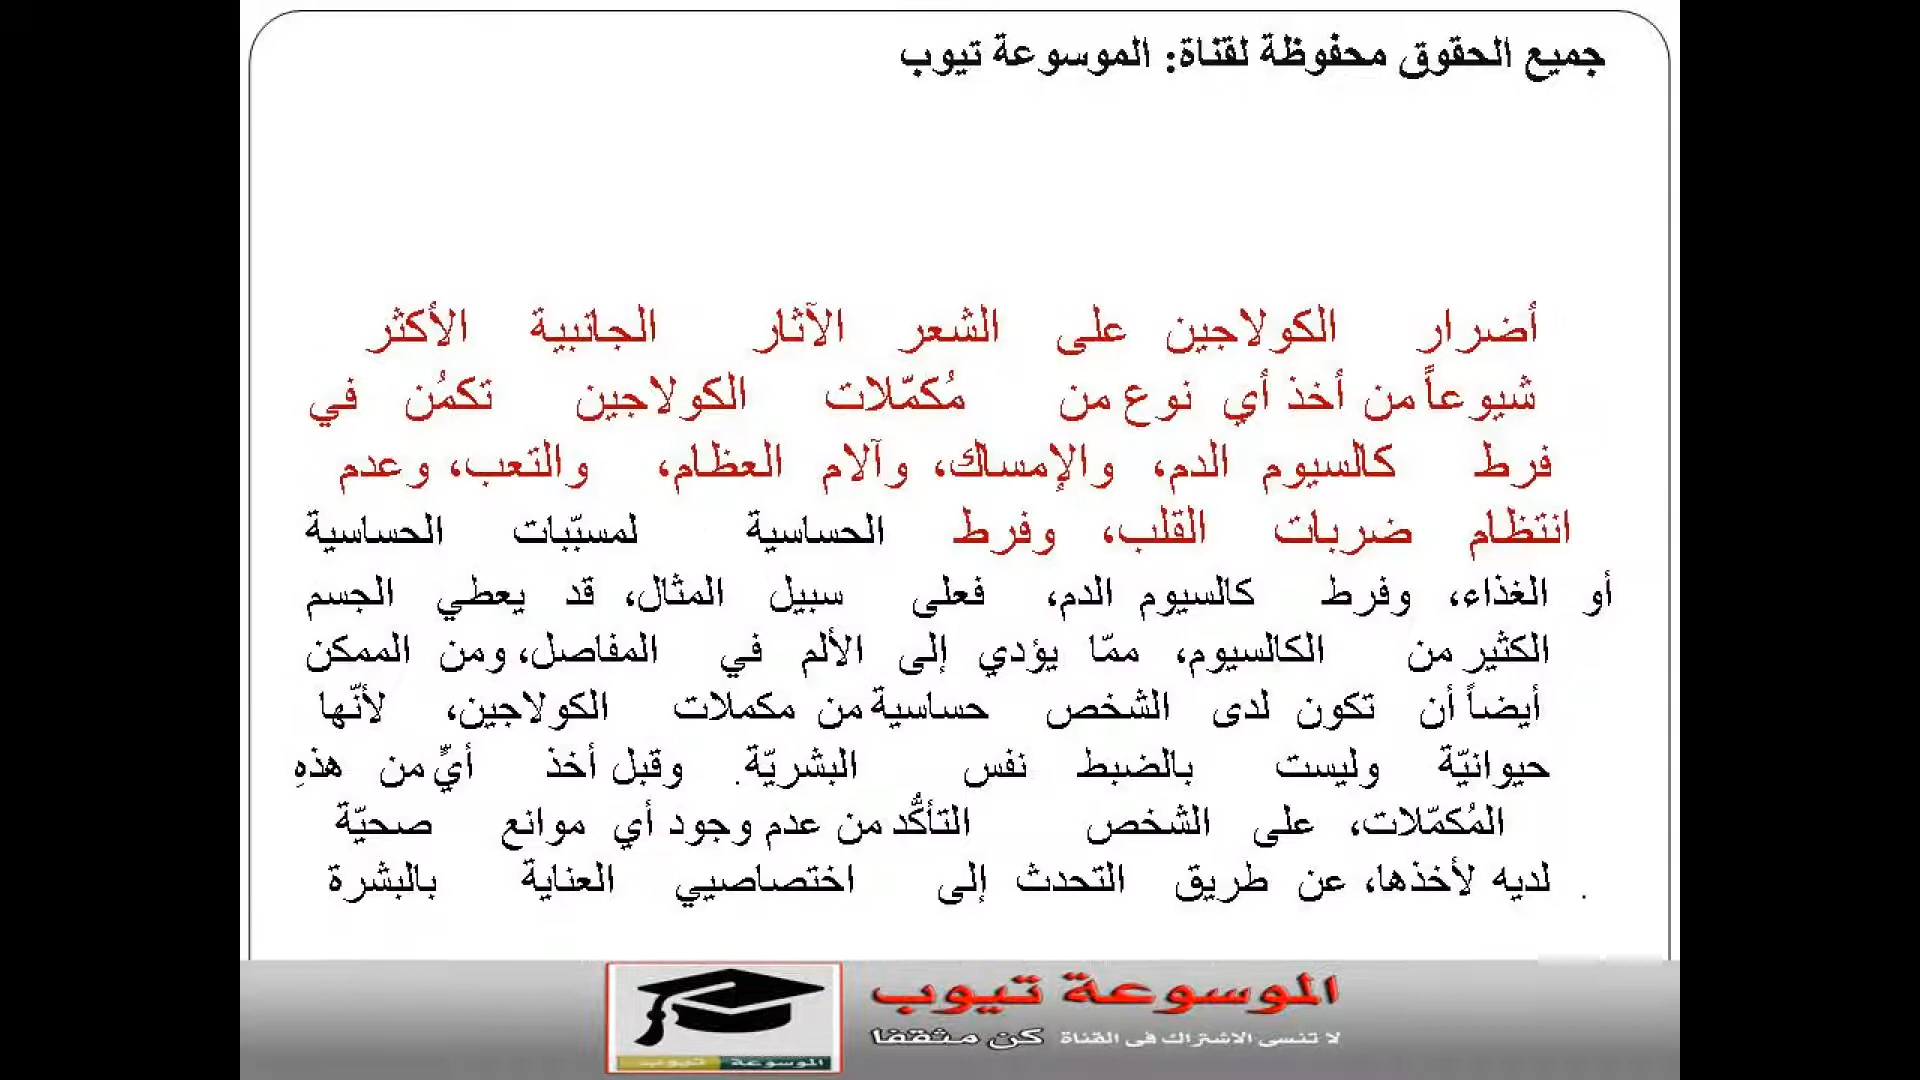 جميع الحقوق محفوظة لقناة: الموسوعة تيوب
أضرار الكولاجين على الشعر الآثار الجانبية الأكثر
شيوعاً من أخذ أي نوع من مُكمّلات الكولاجين تكمُن في
فرط كالسيوم الدم، والإمساك، وآلام العظام، والتعب، وعدم
انتظام ضربات القلب، وفرط الحساسية لمسبّبات الحساسية
أو الغذاء، وفرط كالسيوم الدم، فعلى سبيل المثال، قد يعطي الجسم
الكثير من الكالسيوم، ممّا يؤدي إلى الألم في المفاصل، ومن الممكن
أيضاً أن تكون لدى الشخص حساسية من مكملات الكولاجين، لأنّها
حيوانيّة وليست بالضبط نفس البشريّة. وقبل أخذ أيٍّ من هذهِ
المُكمّلات، على الشخص التأكُّد من عدم وجود أي موانع صحيّة
لديه لأخذها، عن طريق التحدث إلى اختصاصيي العناية بالبشرة .
الموسوعة تيوب
لا تنسى الاشتراك فى القناة كن مثقفا
الموسوعة تيوب